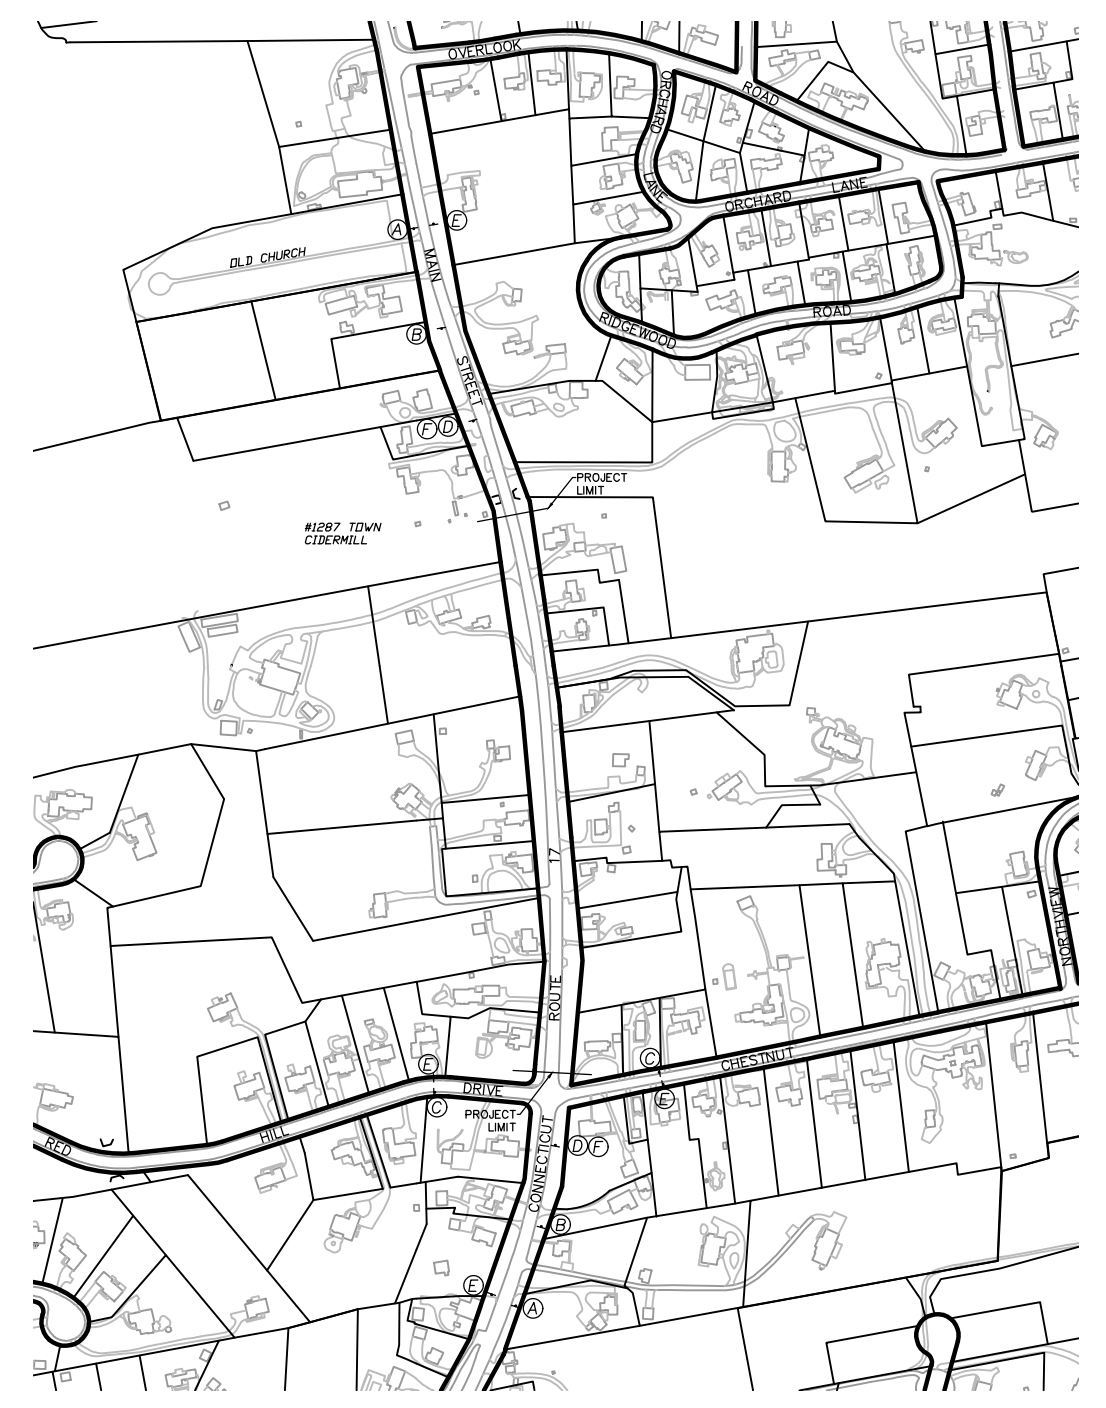 OVERLOOK
ROAD
ORCHARD
LANE
ORCHARD LANE
A
E
OLD CHURCH
MAIN
B
RIDGEWOOD
ROAD
STREET
F D
PROJECT
LIMIT
#1287 TOWN
CIDERMILL
17
NORTHVIEW
ROUTE
E
C
CHESTNUT
DRIVE
C
E
PROJECT
LIMIT
RED
HILL
D F
CONNECTICUT
B
E
A